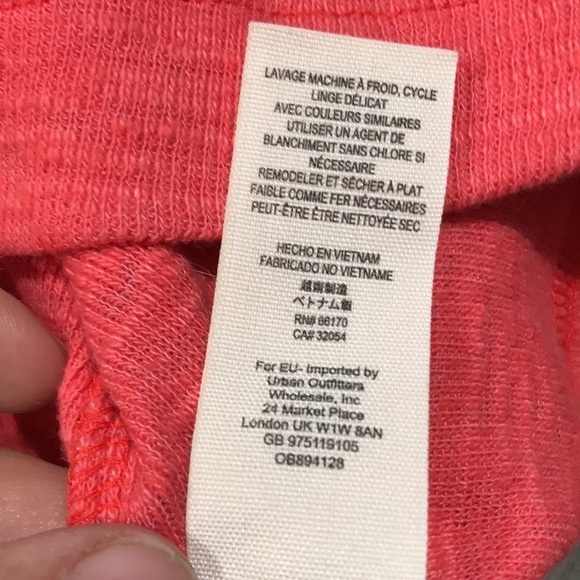 LAVAGE MACHINE À FROID, CYCLE
LINGE DÉLICAT
AVEC COULEURS SIMILAIRES
UTILISER UN AGENT DE
BLANCHIMENT SANS CHLORE SI
NÉCESSAIRE
REMODELER ET SÉCHER À PLAT
FAIBLE COMME FER NÉCESSAIRES
PEUT-ÊTRE ÊTRE NETTOYÉE SEC
HECHO EN VIETNAM
FABRICADO NO VIETNAME
越南製造
ベトナム製
RN# 66170
CA# 32054
For EU- Imported by
Urban Outfitters
Wholesale, Inc
24 Market Place
London UK W1W 8AN
GB 975119105
OB894128